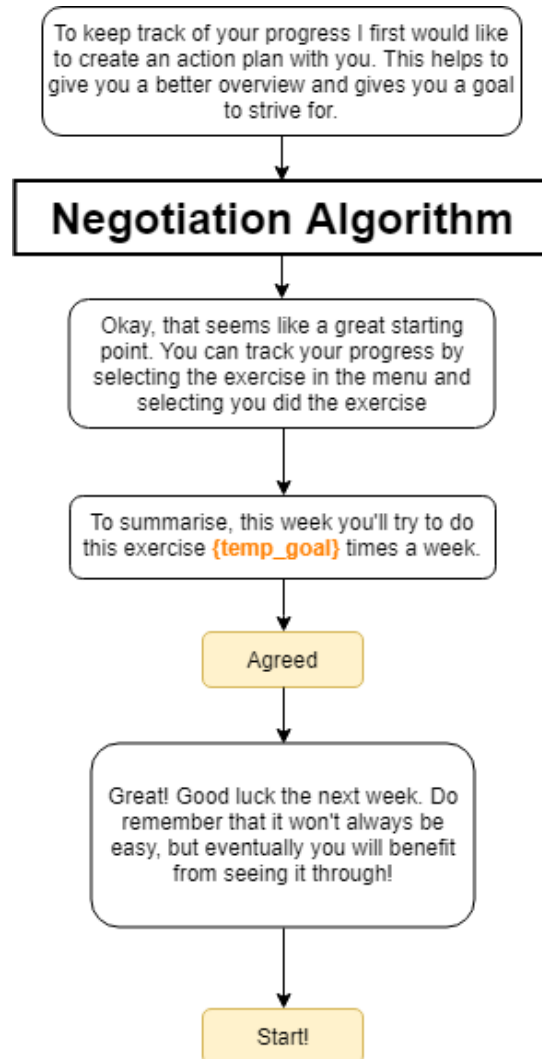 To keep track of your progress I first would like
to create an action plan with you. This helps to
give you a better overview and gives you a goal
to strive for.
Negotiation Algorithm
Okay, that seems like a great starting
point. You can track your progress by
selecting the exercise in the menu and
selecting you did the exercise
To summarise, this week you'll try to do
this exercise {temp_goal} times a week.
Agreed
Great! Good luck the next week. Do
remember that it won't always be
easy, but eventually you will benefit
from seeing it through!
Start!